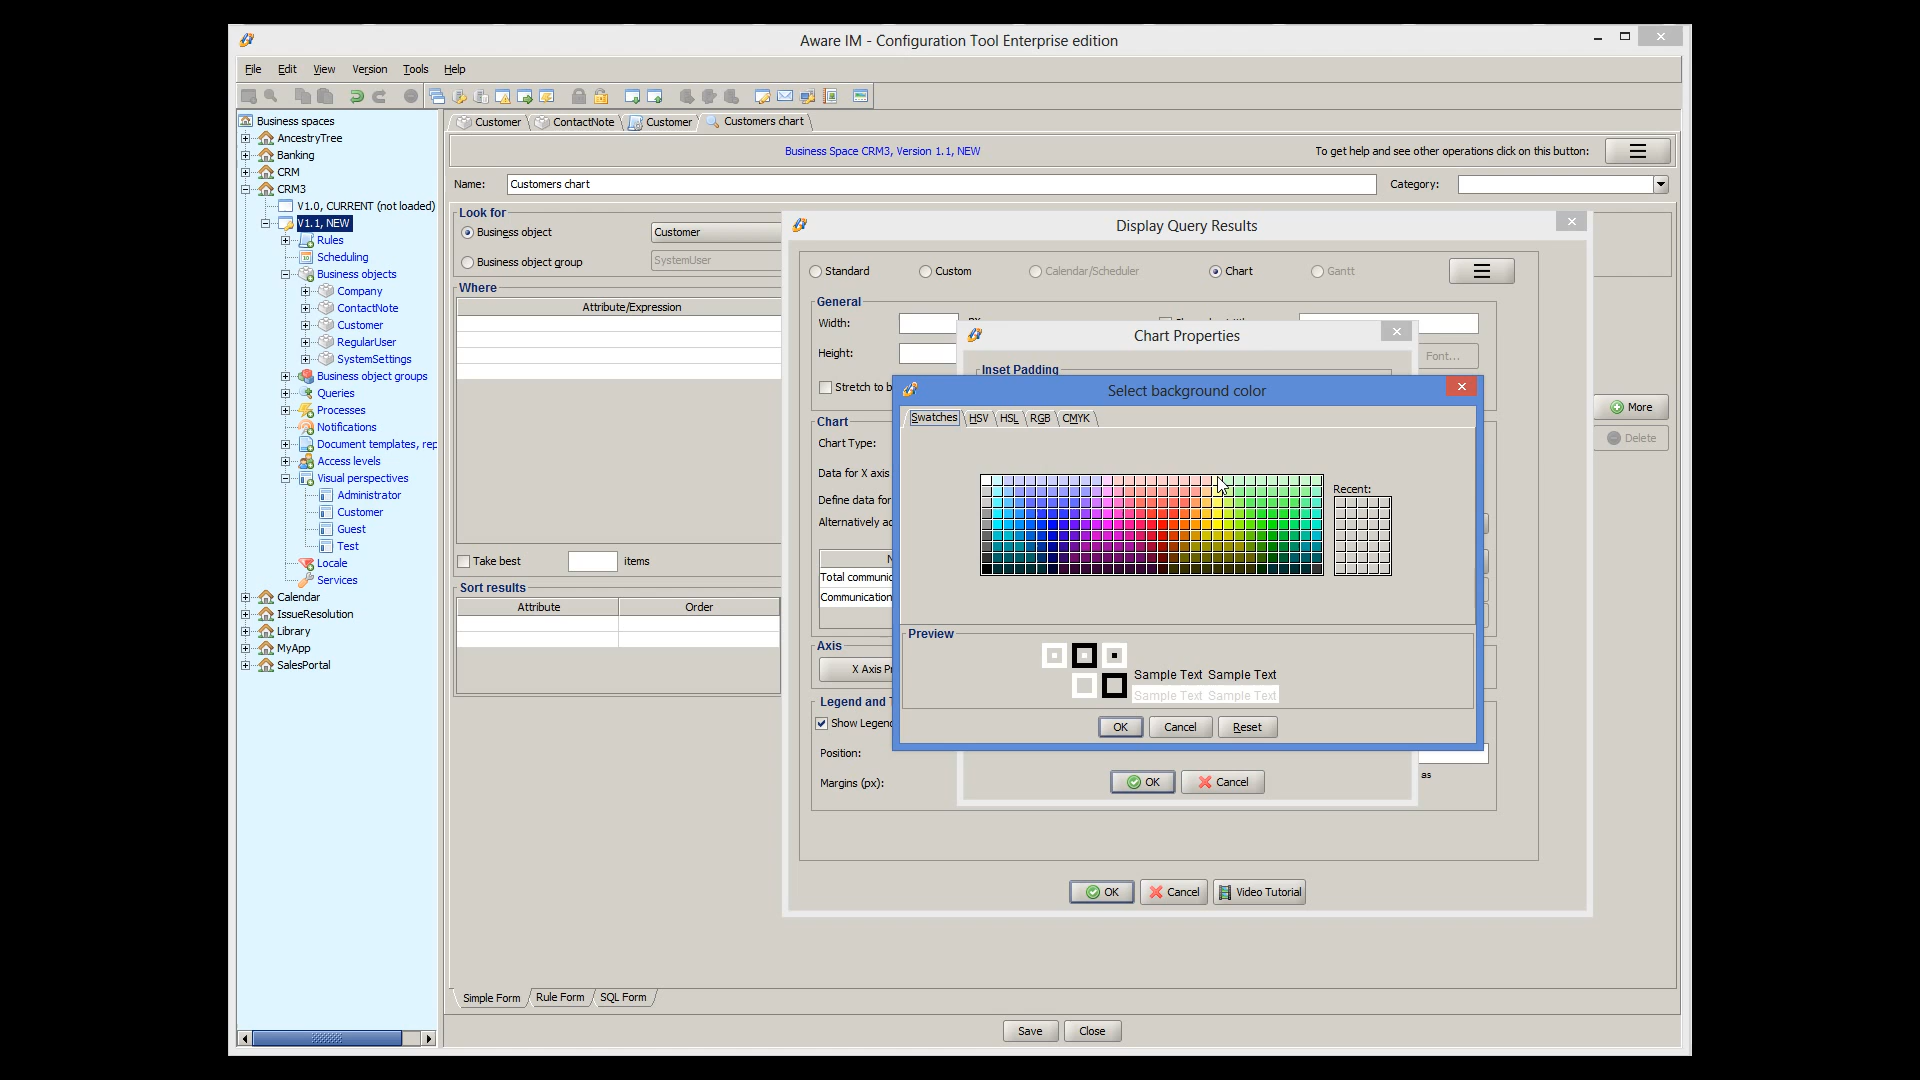 Aware IM - Configuration Tool Enterprise edition
File Edit View Version Tools Help
Business spaces
AncestryTree
Banking
CRM
CRM3
V1.0, CURRENT (not loaded)
V1.1, NEW
Rules
Scheduling
Business objects
Company
ContactNote
Customer
RegularUser
SystemSettings
Business object groups
Queries
Processes
Notifications
Document templates, rep
Access levels
Visual perspectives
Administrator
Customer
Guest
Test
Locale
Services
Calendar
IssueResolution
Library
MyApp
SalesPortal
Customer ContactNote Customer Customers chart
Business Space CRM3, Version 1.1, NEW
To get help and see other operations click on this button:
Name: Customers chart Category:
Look for
Business object Customer
Business object group SystemUser
Where
Attribute/Expression
Take best items
Sort results
Attribute Order
More
Delete
Display Query Results
Standard Custom Calendar/Scheduler Chart Gantt
General
Width:
Height: Font...
Stretch to b
Chart
Chart Type:
Data for X axis
Define data for
Alternatively ac
Total communic
Communication
Axis
X Axis Pr
Legend and T
Show Legend
Position:
Margins (px):
as
OK Cancel Video Tutorial
Chart Properties
Inset Padding
OK Cancel
Select background color
Swatches HSV HSL RGB CMYK
Recent:
Preview
Sample Text Sample Text
Sample Text Sample Text
OK Cancel Reset
Simple Form Rule Form SQL Form
Save Close